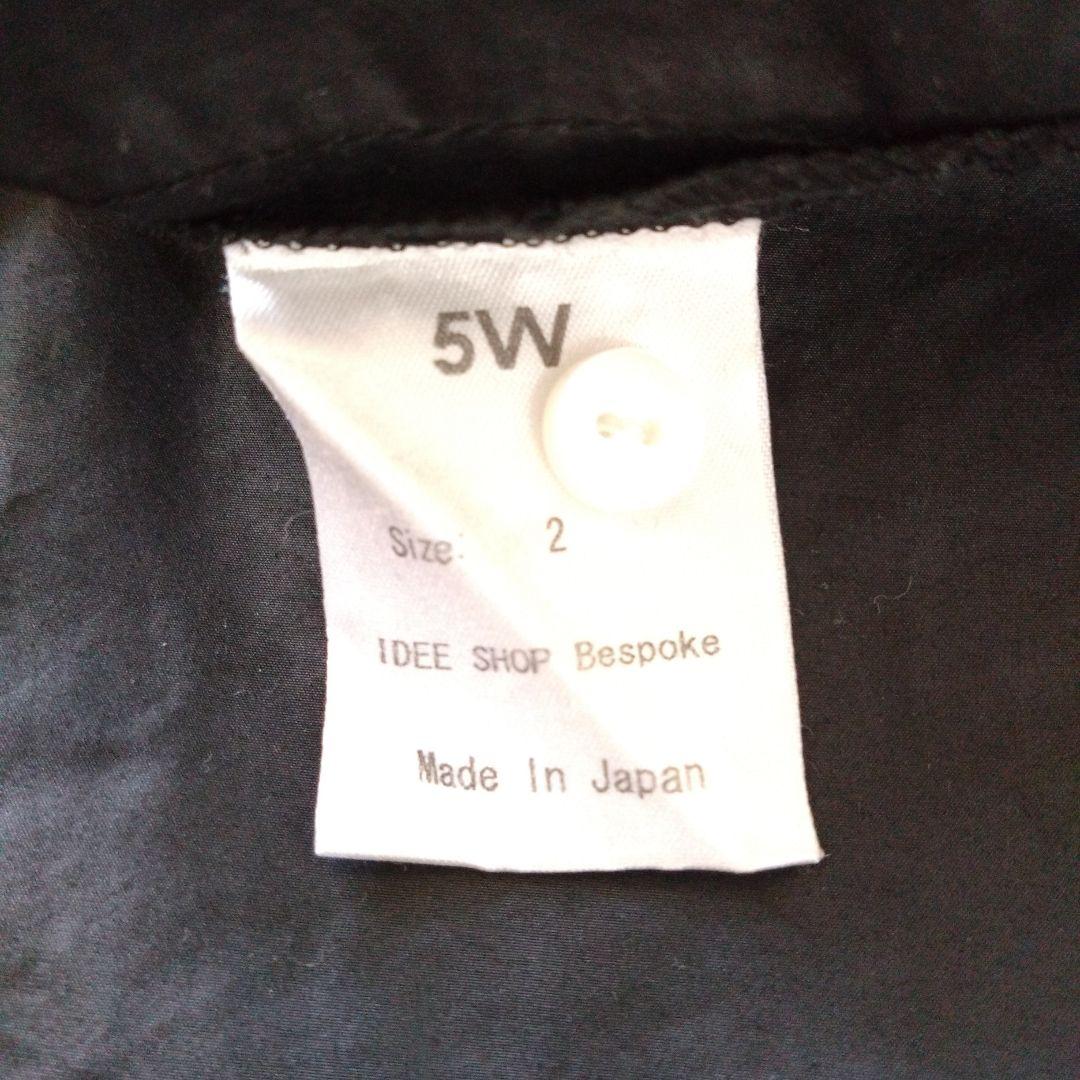 5W
Size: 2
IDEE SHOP Bespoke
Made In Japan